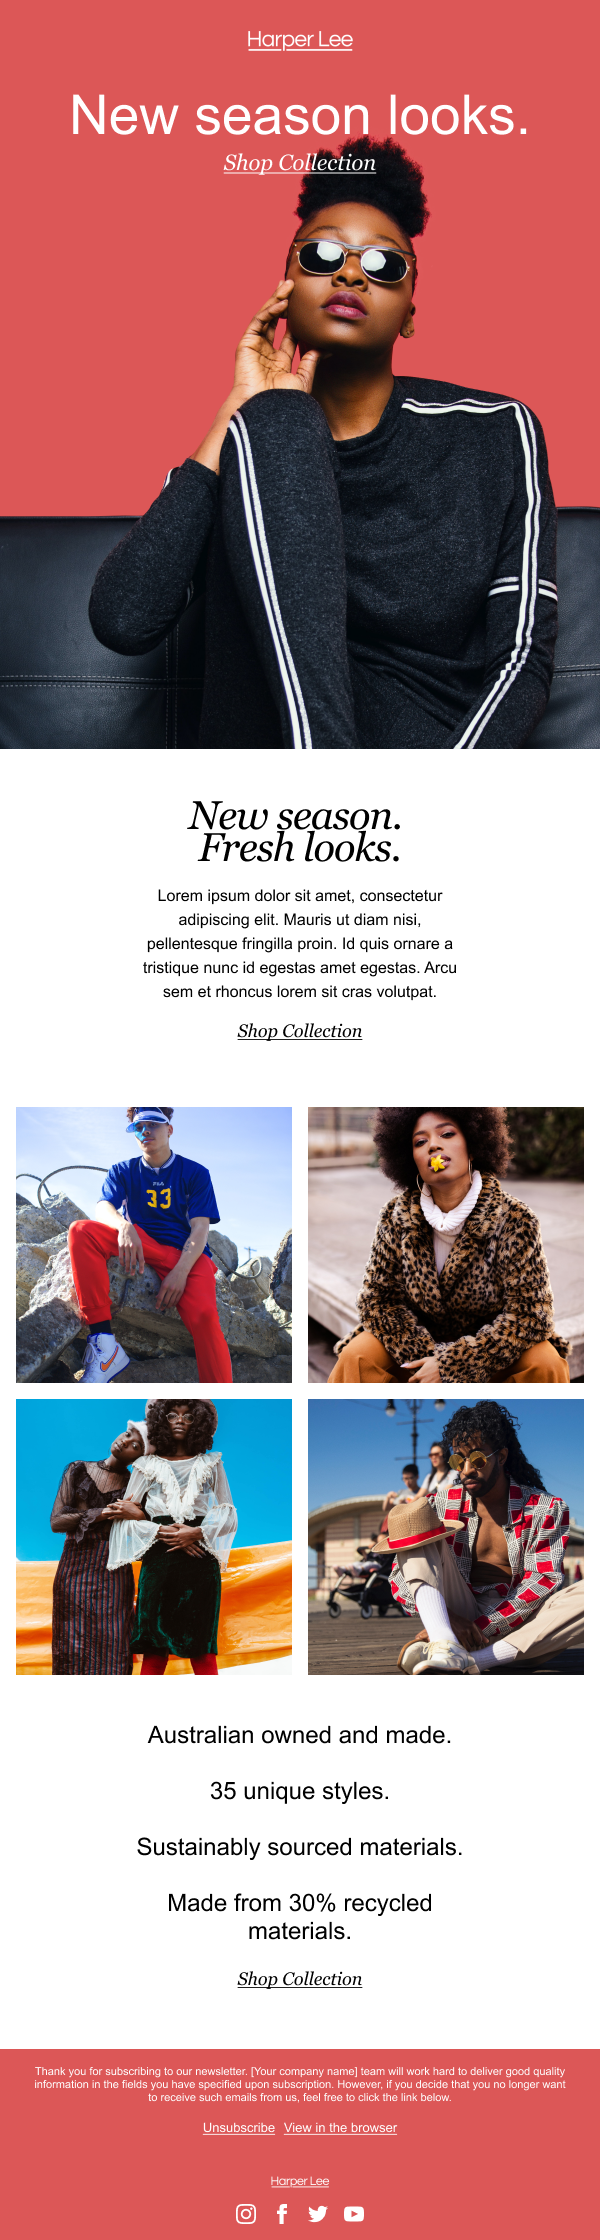 Harper Lee
New season looks.
Shop Collection
New season.
Fresh looks.
Lorem ipsum dolor sit amet, consectetur
adipiscing elit. Mauris ut diam nisi,
pellentesque fringilla proin. Id quis ornare a
tristique nunc id egestas amet egestas. Arcu
sem et rhoncus lorem sit cras volutpat.
Shop Collection
FILA
33
Australian owned and made.
35 unique styles.
Sustainably sourced materials.
Made from 30% recycled
materials.
Shop Collection
Thank you for subscribing to our newsletter. [Your company name] team will work hard to deliver good quality
information in the fields you have specified upon subscription. However, if you decide that you no longer want
to receive such emails from us, feel free to click the link below.
Unsubscribe View in the browser
Harper Lee